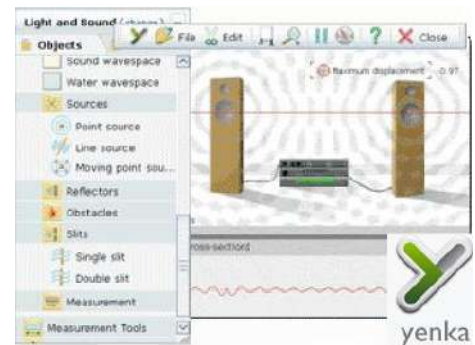 Light and Sound
File Edit ? Close
Objects
Sound wavespace
Water wavespace
Sources
Point source
Line source
Moving point sou...
Reflectors
Obstacles
Slits
Single slit
Double slit
Measurement
Measurement Tools
Maximum displacement 0.97
ross-section)
yenka